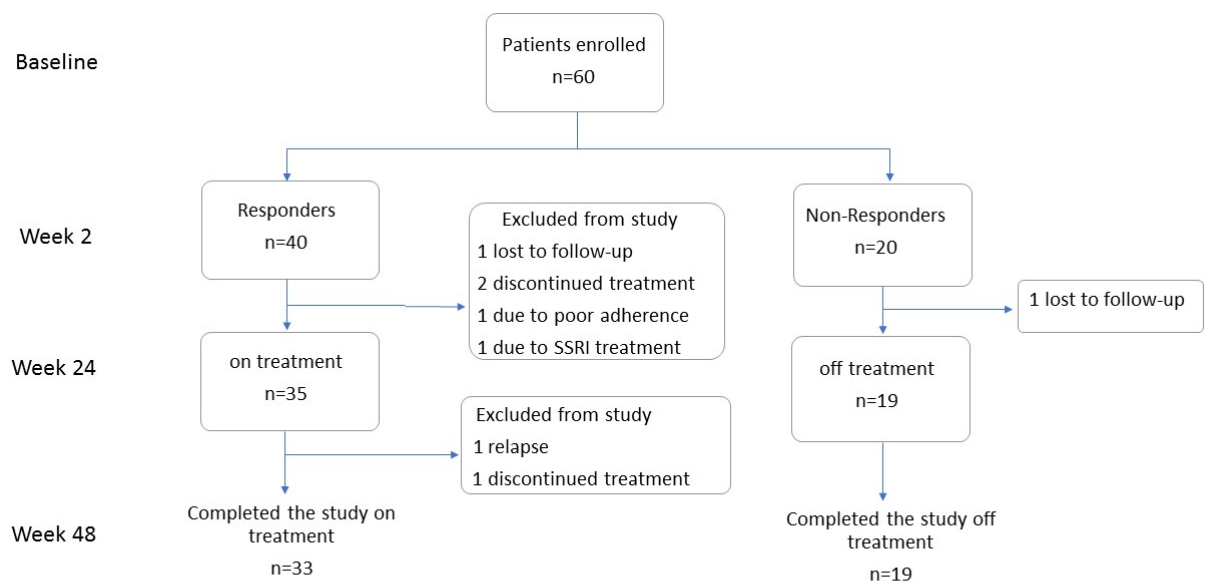 Baseline
Patients enrolled
n=60
Week 2
Responders
n=40
Excluded from study
1 lost to follow-up
2 discontinued treatment
1 due to poor adherence
1 due to SSRI treatment
Non-Responders
n=20
1 lost to follow-up
Week 24
on treatment
n=35
Excluded from study
1 relapse
1 discontinued treatment
off treatment
n=19
Week 48
Completed the study on
treatment
n=33
Completed the study off
treatment
n=19